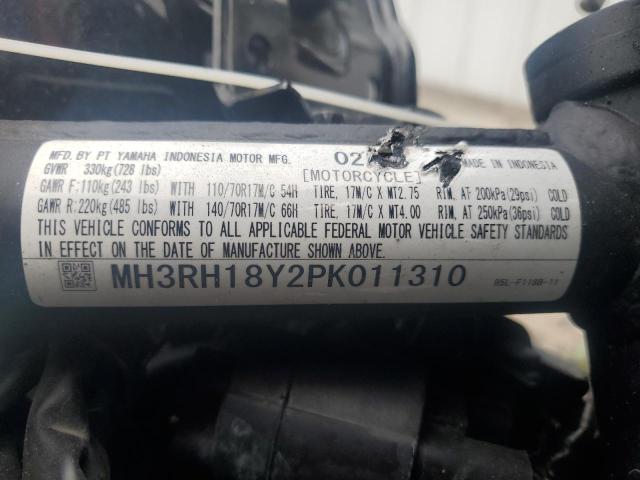 MFD. BY PT YAMAHA INDONESIA MOTOR MFG. MADE IN INDONESIA
GVWR 330kg(728 lbs) [MOTORCYCLE]
GAWR F:110kg(243 lbs) WITH 110/70R17M/C 54H TIRE, 17M/C X MT2.75 RIM, AT 200kPa(29psi) COLD
GAWR R:220kg(485 lbs) WITH 140/70R17M/C 66H TIRE, 17M/C X MT4.00 RIM, AT 250kPa(36psi) COLD
THIS VEHICLE CONFORMS TO ALL APPLICABLE FEDERAL MOTOR VEHICLE SAFETY STANDARDS
IN EFFECT ON THE DATE OF MANUFACTURE SHOWN ABOVE.
MH3RH18Y2PK011310 B5L-F118B-11